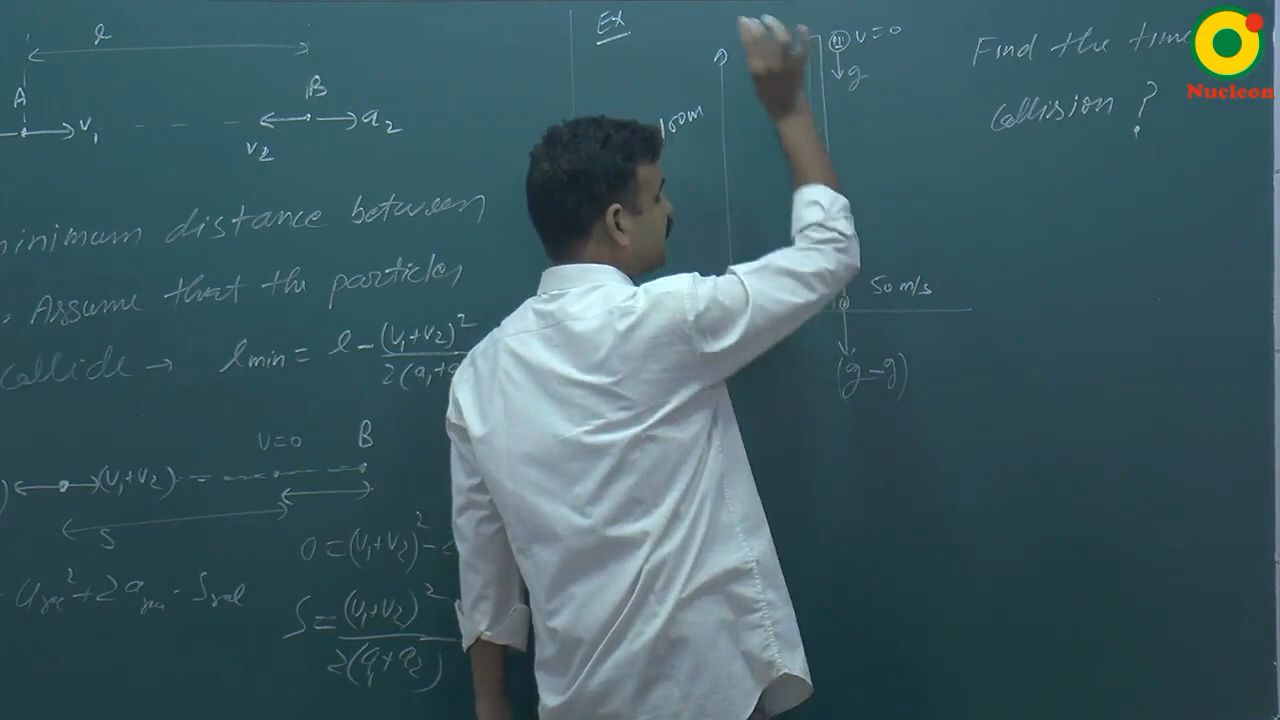 l
A
v₁
B
a₂
v₂
minimum distance between
. Assume that the particles
collide → lmin = l - (v₁+v₂)²
2(a₁+a
v=0 B
(v₁+v₂)
S
0 = (v₁+v₂)² -
+ 2 a
S = (v₁+v₂)²
2(a₁+a₂)
Ex
100m
v=0
g
50 m/s
(g-g)
Find the time
collision ?
Nucleon